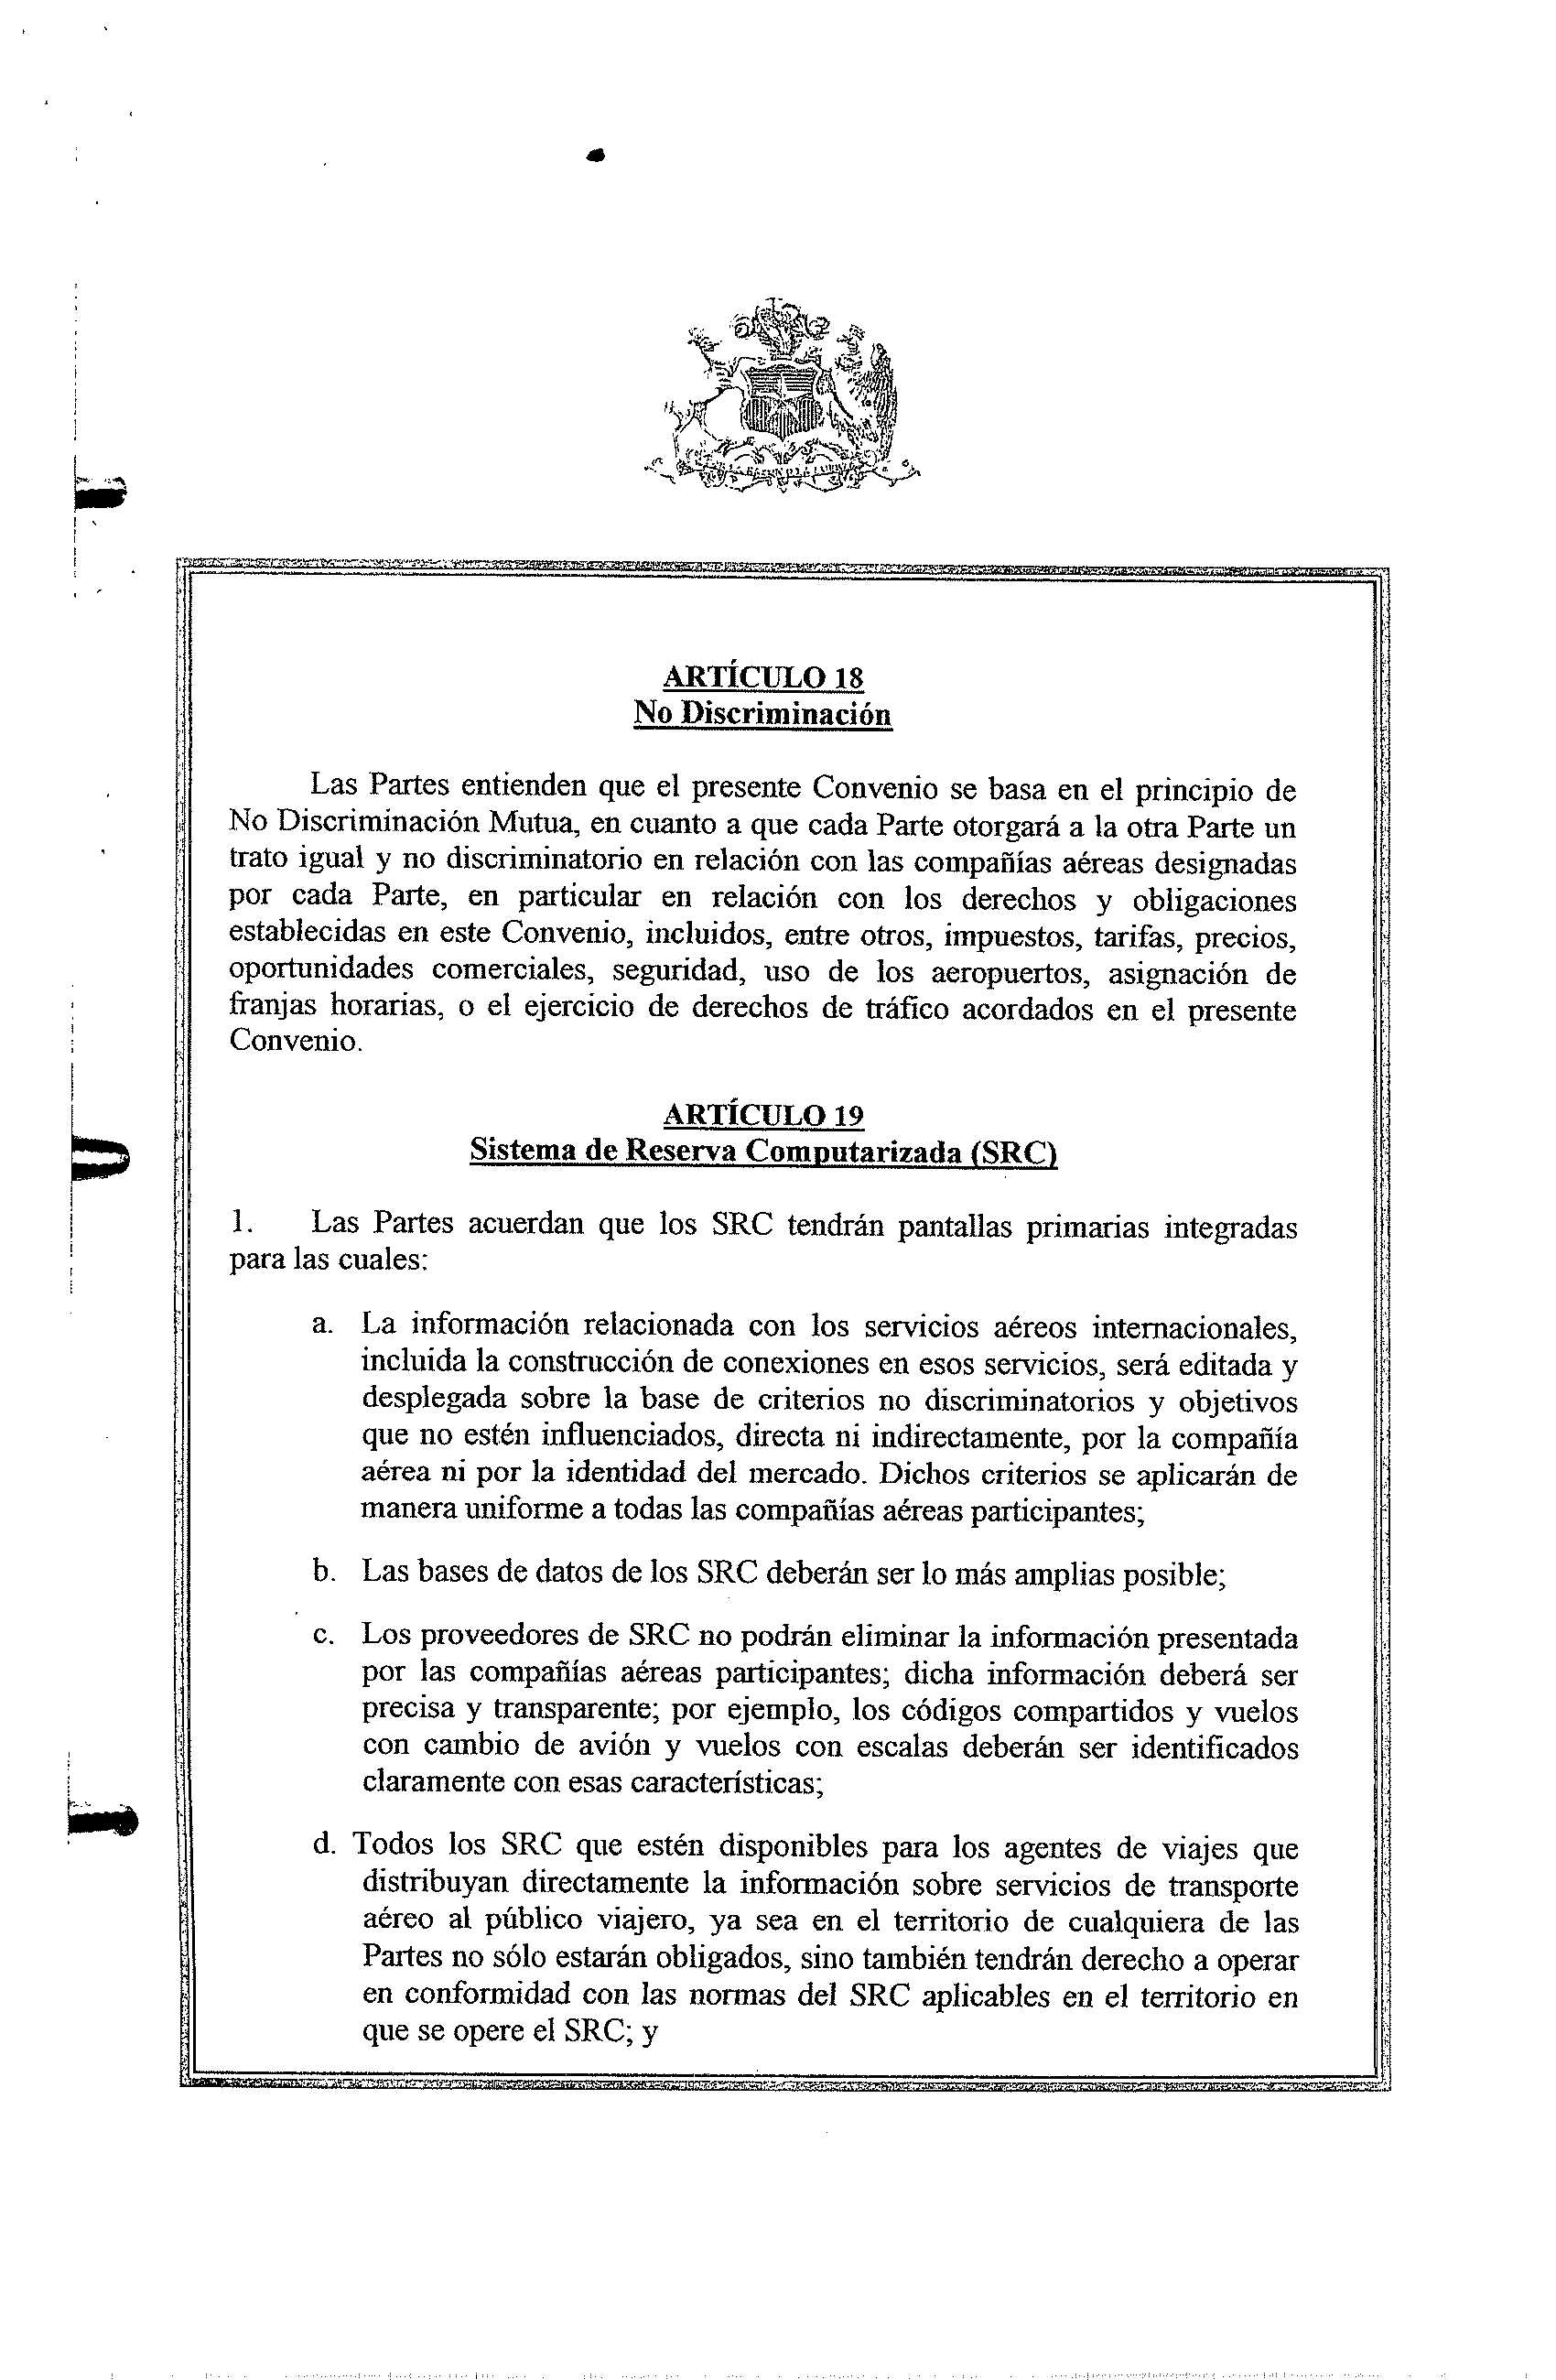 ARTÍCULO 18
No Discriminación
Las Partes entienden que el presente Convenio se basa en el principio de
No Discriminación Mutua, en cuanto a que cada Parte otorgará a la otra Parte un
trato igual y no discriminatorio en relación con las compañías aéreas designadas
por cada Parte, en particular en relación con los derechos y obligaciones
establecidas en este Convenio, incluidos, entre otros, impuestos, tarifas, precios,
oportunidades comerciales, seguridad, uso de los aeropuertos, asignación de
franjas horarias, o el ejercicio de derechos de tráfico acordados en el presente
Convenio.
ARTÍCULO 19
Sistema de Reserva Computarizada (SRC)
1. Las Partes acuerdan que los SRC tendrán pantallas primarias integradas
para las cuales:
a. La información relacionada con los servicios aéreos internacionales,
incluida la construcción de conexiones en esos servicios, será editada y
desplegada sobre la base de criterios no discriminatorios y objetivos
que no estén influenciados, directa ni indirectamente, por la compañía
aérea ni por la identidad del mercado. Dichos criterios se aplicarán de
manera uniforme a todas las compañías aéreas participantes;
b. Las bases de datos de los SRC deberán ser lo más amplias posible;
c. Los proveedores de SRC no podrán eliminar la información presentada
por las compañías aéreas participantes; dicha información deberá ser
precisa y transparente; por ejemplo, los códigos compartidos y vuelos
con cambio de avión y vuelos con escalas deberán ser identificados
claramente con esas características;
d. Todos los SRC que estén disponibles para los agentes de viajes que
distribuyan directamente la información sobre servicios de transporte
aéreo al público viajero, ya sea en el territorio de cualquiera de las
Partes no sólo estarán obligados, sino también tendrán derecho a operar
en conformidad con las normas del SRC aplicables en el territorio en
que se opere el SRC; y